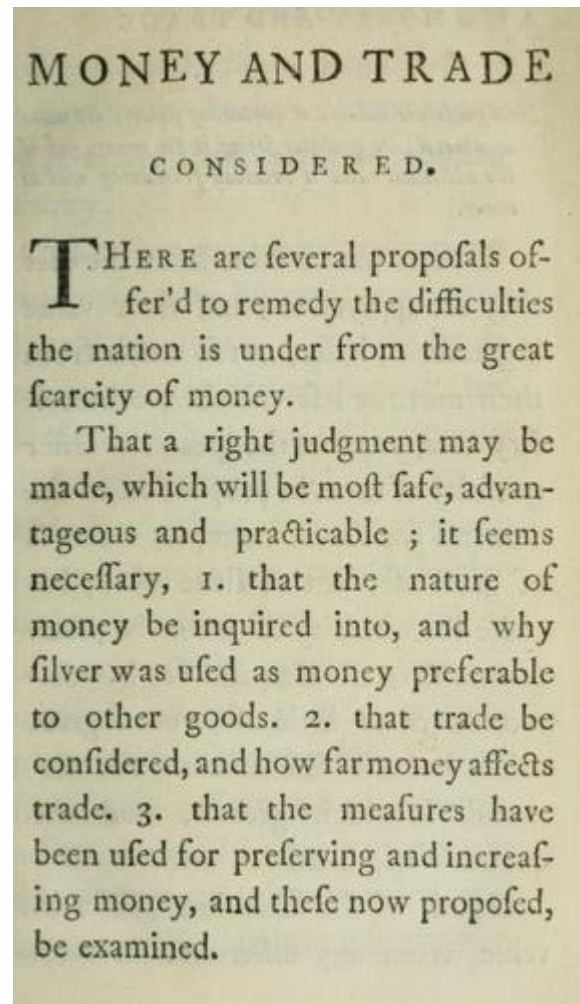 MONEY AND TRADE
CONSIDERED.
THERE are ſeveral propoſals of-
fer'd to remedy the difficulties
the nation is under from the great
ſcarcity of money.
That a right judgment may be
made, which will be moſt ſafe, advan-
tageous and practicable ; it ſeems
neceſſary, 1. that the nature of
money be inquired into, and why
ſilver was uſed as money preferable
to other goods. 2. that trade be
conſidered, and how far money affects
trade. 3. that the meaſures have
been uſed for preſerving and increaſ-
ing money, and theſe now propoſed,
be examined.